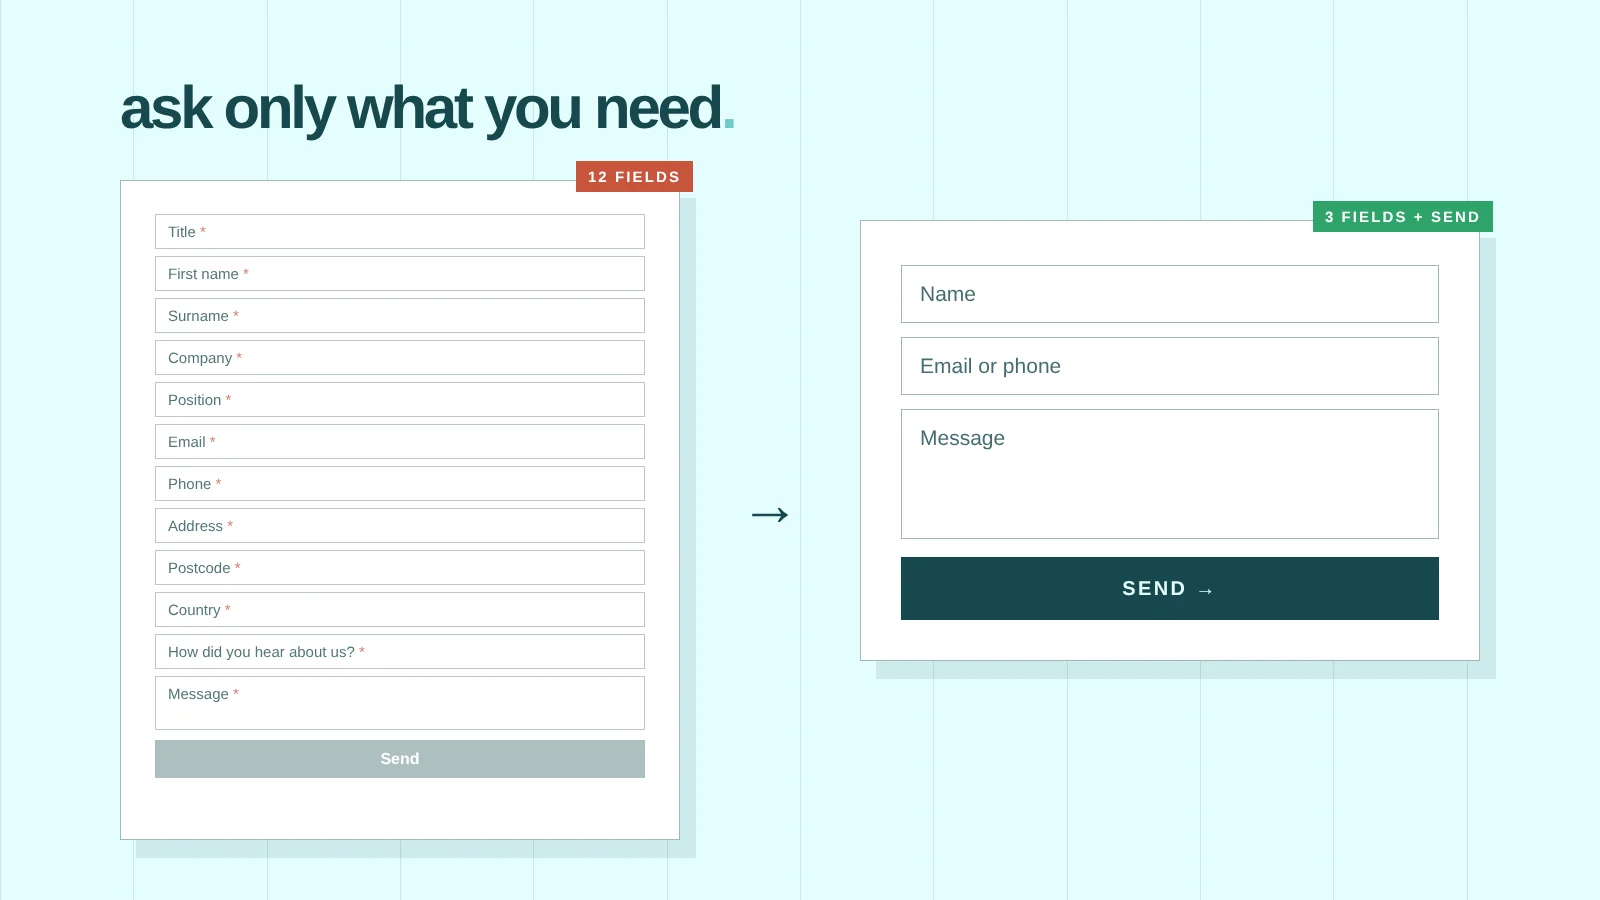 ask only what you need.
12 FIELDS
Title *
First name *
Surname *
Company *
Position *
Email *
Phone *
Address *
Postcode *
Country *
How did you hear about us? *
Message *
Send
→
3 FIELDS + SEND
Name
Email or phone
Message
SEND →